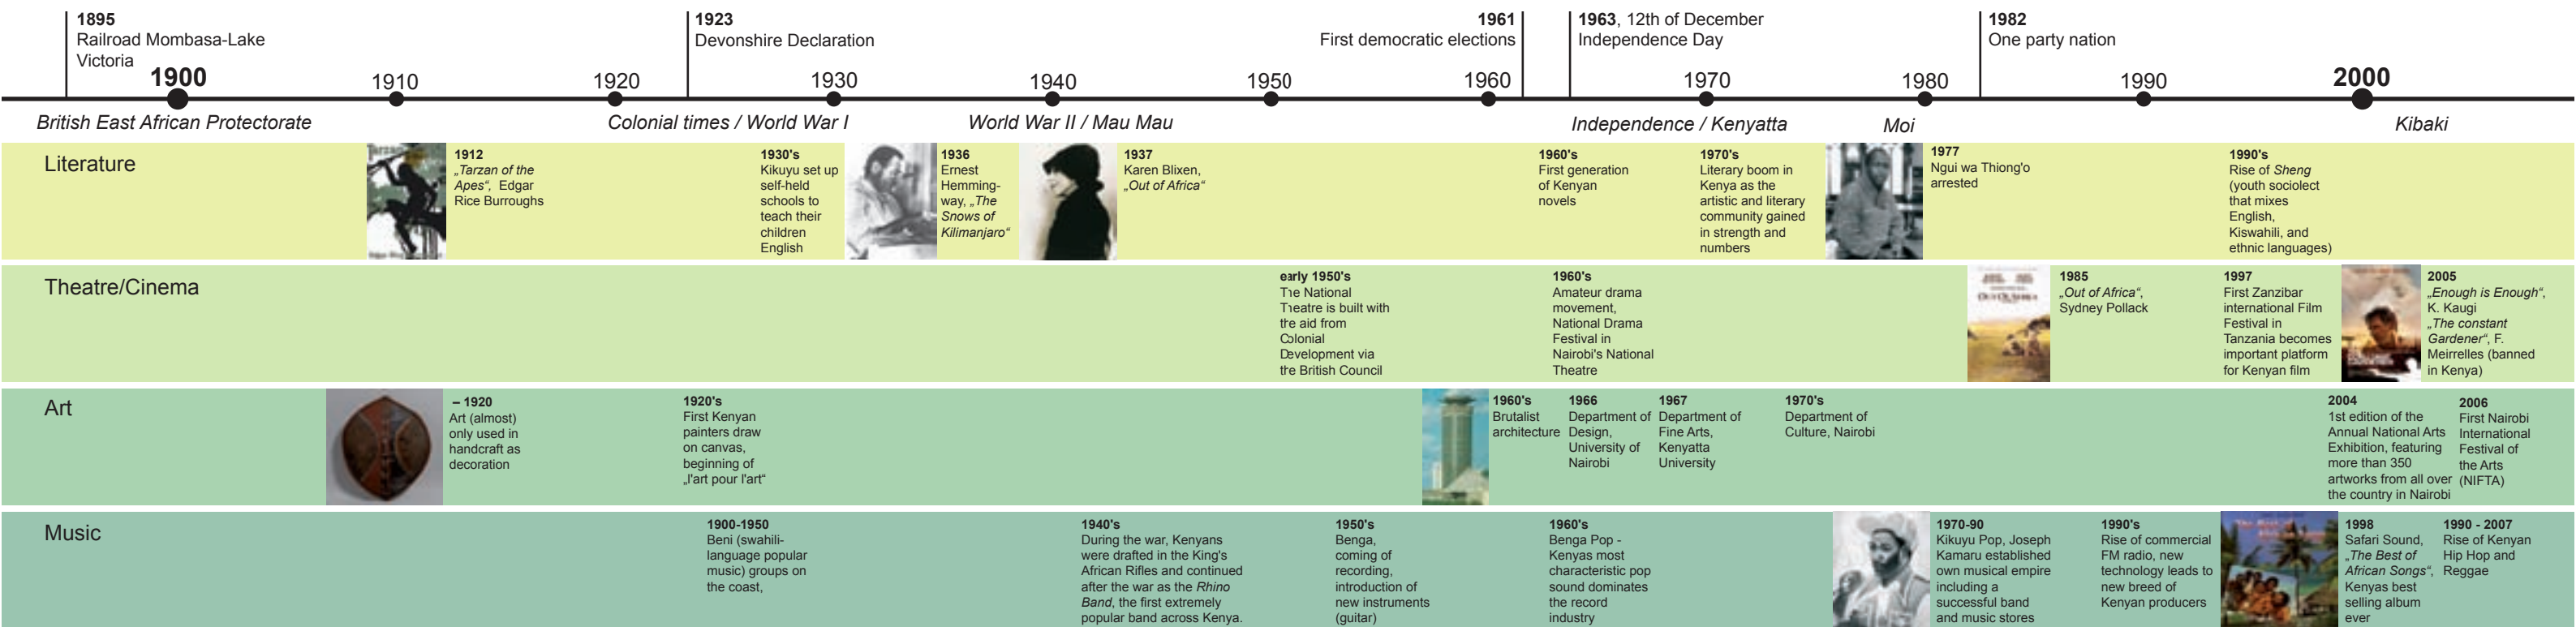 1895
Railroad Mombasa-Lake
Victoria
1923
Devonshire Declaration
1961
First democratic elections
1963, 12th of December
Independence Day
1982
One party nation
1900
1910
1920
1930
1940
1950
1960
1970
1980
1990
2000
British East African Protectorate
Colonial times / World War I
World War II / Mau Mau
Independence / Kenyatta
Moi
Kibaki
Literature
1912
„Tarzan of the
Apes“, Edgar
Rice Burroughs
1930's
Kikuyu set up
self-held
schools to
teach their
children
English
1936
Ernest
Hemming-
way, „The
Snows of
Kilimanjaro“
1937
Karen Blixen,
„Out of Africa“
1960's
First generation
of Kenyan
novels
1970's
Literary boom in
Kenya as the
artistic and literary
community gained
in strength and
numbers
1977
Ngui wa Thiong'o
arrested
1990's
Rise of Sheng
(youth sociolect
that mixes
English,
Kiswahili, and
ethnic languages)
Theatre/Cinema
early 1950's
The National
Theatre is built with
the aid from
Colonial
Development via
the British Council
1960's
Amateur drama
movement,
National Drama
Festival in
Nairobi's National
Theatre
OUT OF AFRICA
1985
„Out of Africa“,
Sydney Pollack
1997
First Zanzibar
international Film
Festival in
Tanzania becomes
important platform
for Kenyan film
2005
„Enough is Enough“,
K. Kaugi
„The constant
Gardener“, F.
Meirrelles (banned
in Kenya)
Art
– 1920
Art (almost)
only used in
handcraft as
decoration
1920's
First Kenyan
painters draw
on canvas,
beginning of
„l'art pour l'art“
1960's
Brutalist
architecture
1966
Department of
Design,
University of
Nairobi
1967
Department of
Fine Arts,
Kenyatta
University
1970's
Department of
Culture, Nairobi
2004
1st edition of the
Annual National Arts
Exhibition, featuring
more than 350
artworks from all over
the country in Nairobi
2006
First Nairobi
International
Festival of
the Arts
(NIFTA)
Music
1900-1950
Beni (swahili-
language popular
music) groups on
the coast,
1940's
During the war, Kenyans
were drafted in the King's
African Rifles and continued
after the war as the Rhino
Band, the first extremely
popular band across Kenya.
1950's
Benga,
coming of
recording,
introduction of
new instruments
(guitar)
1960's
Benga Pop -
Kenyas most
characteristic pop
sound dominates
the record
industry
1970-90
Kikuyu Pop, Joseph
Kamaru established
own musical empire
including a
successful band
and music stores
1990's
Rise of commercial
FM radio, new
technology leads to
new breed of
Kenyan producers
1998
Safari Sound,
„The Best of
African Songs“,
Kenyas best
selling album
ever
1990 - 2007
Rise of Kenyan
Hip Hop and
Reggae